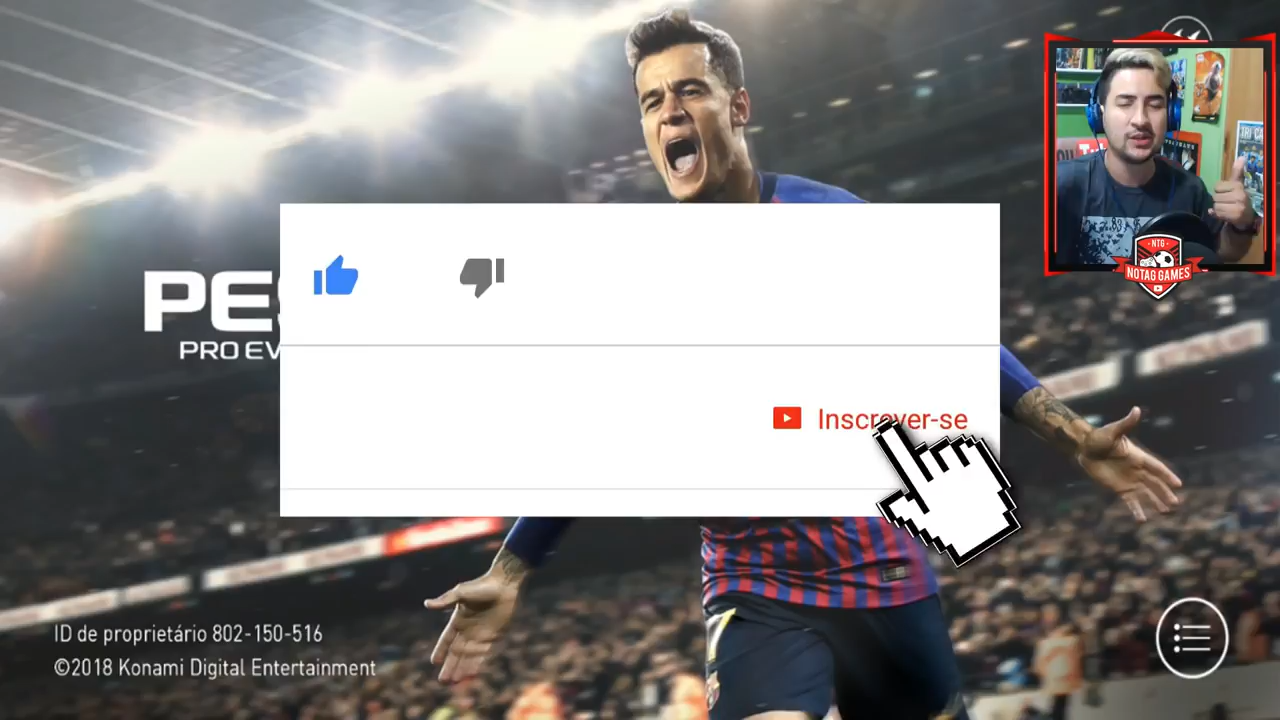 PES
PRO EV
Inscrever-se
NTG
NOTAG GAMES
ID de proprietário 802-150-516
©2018 Konami Digital Entertainment